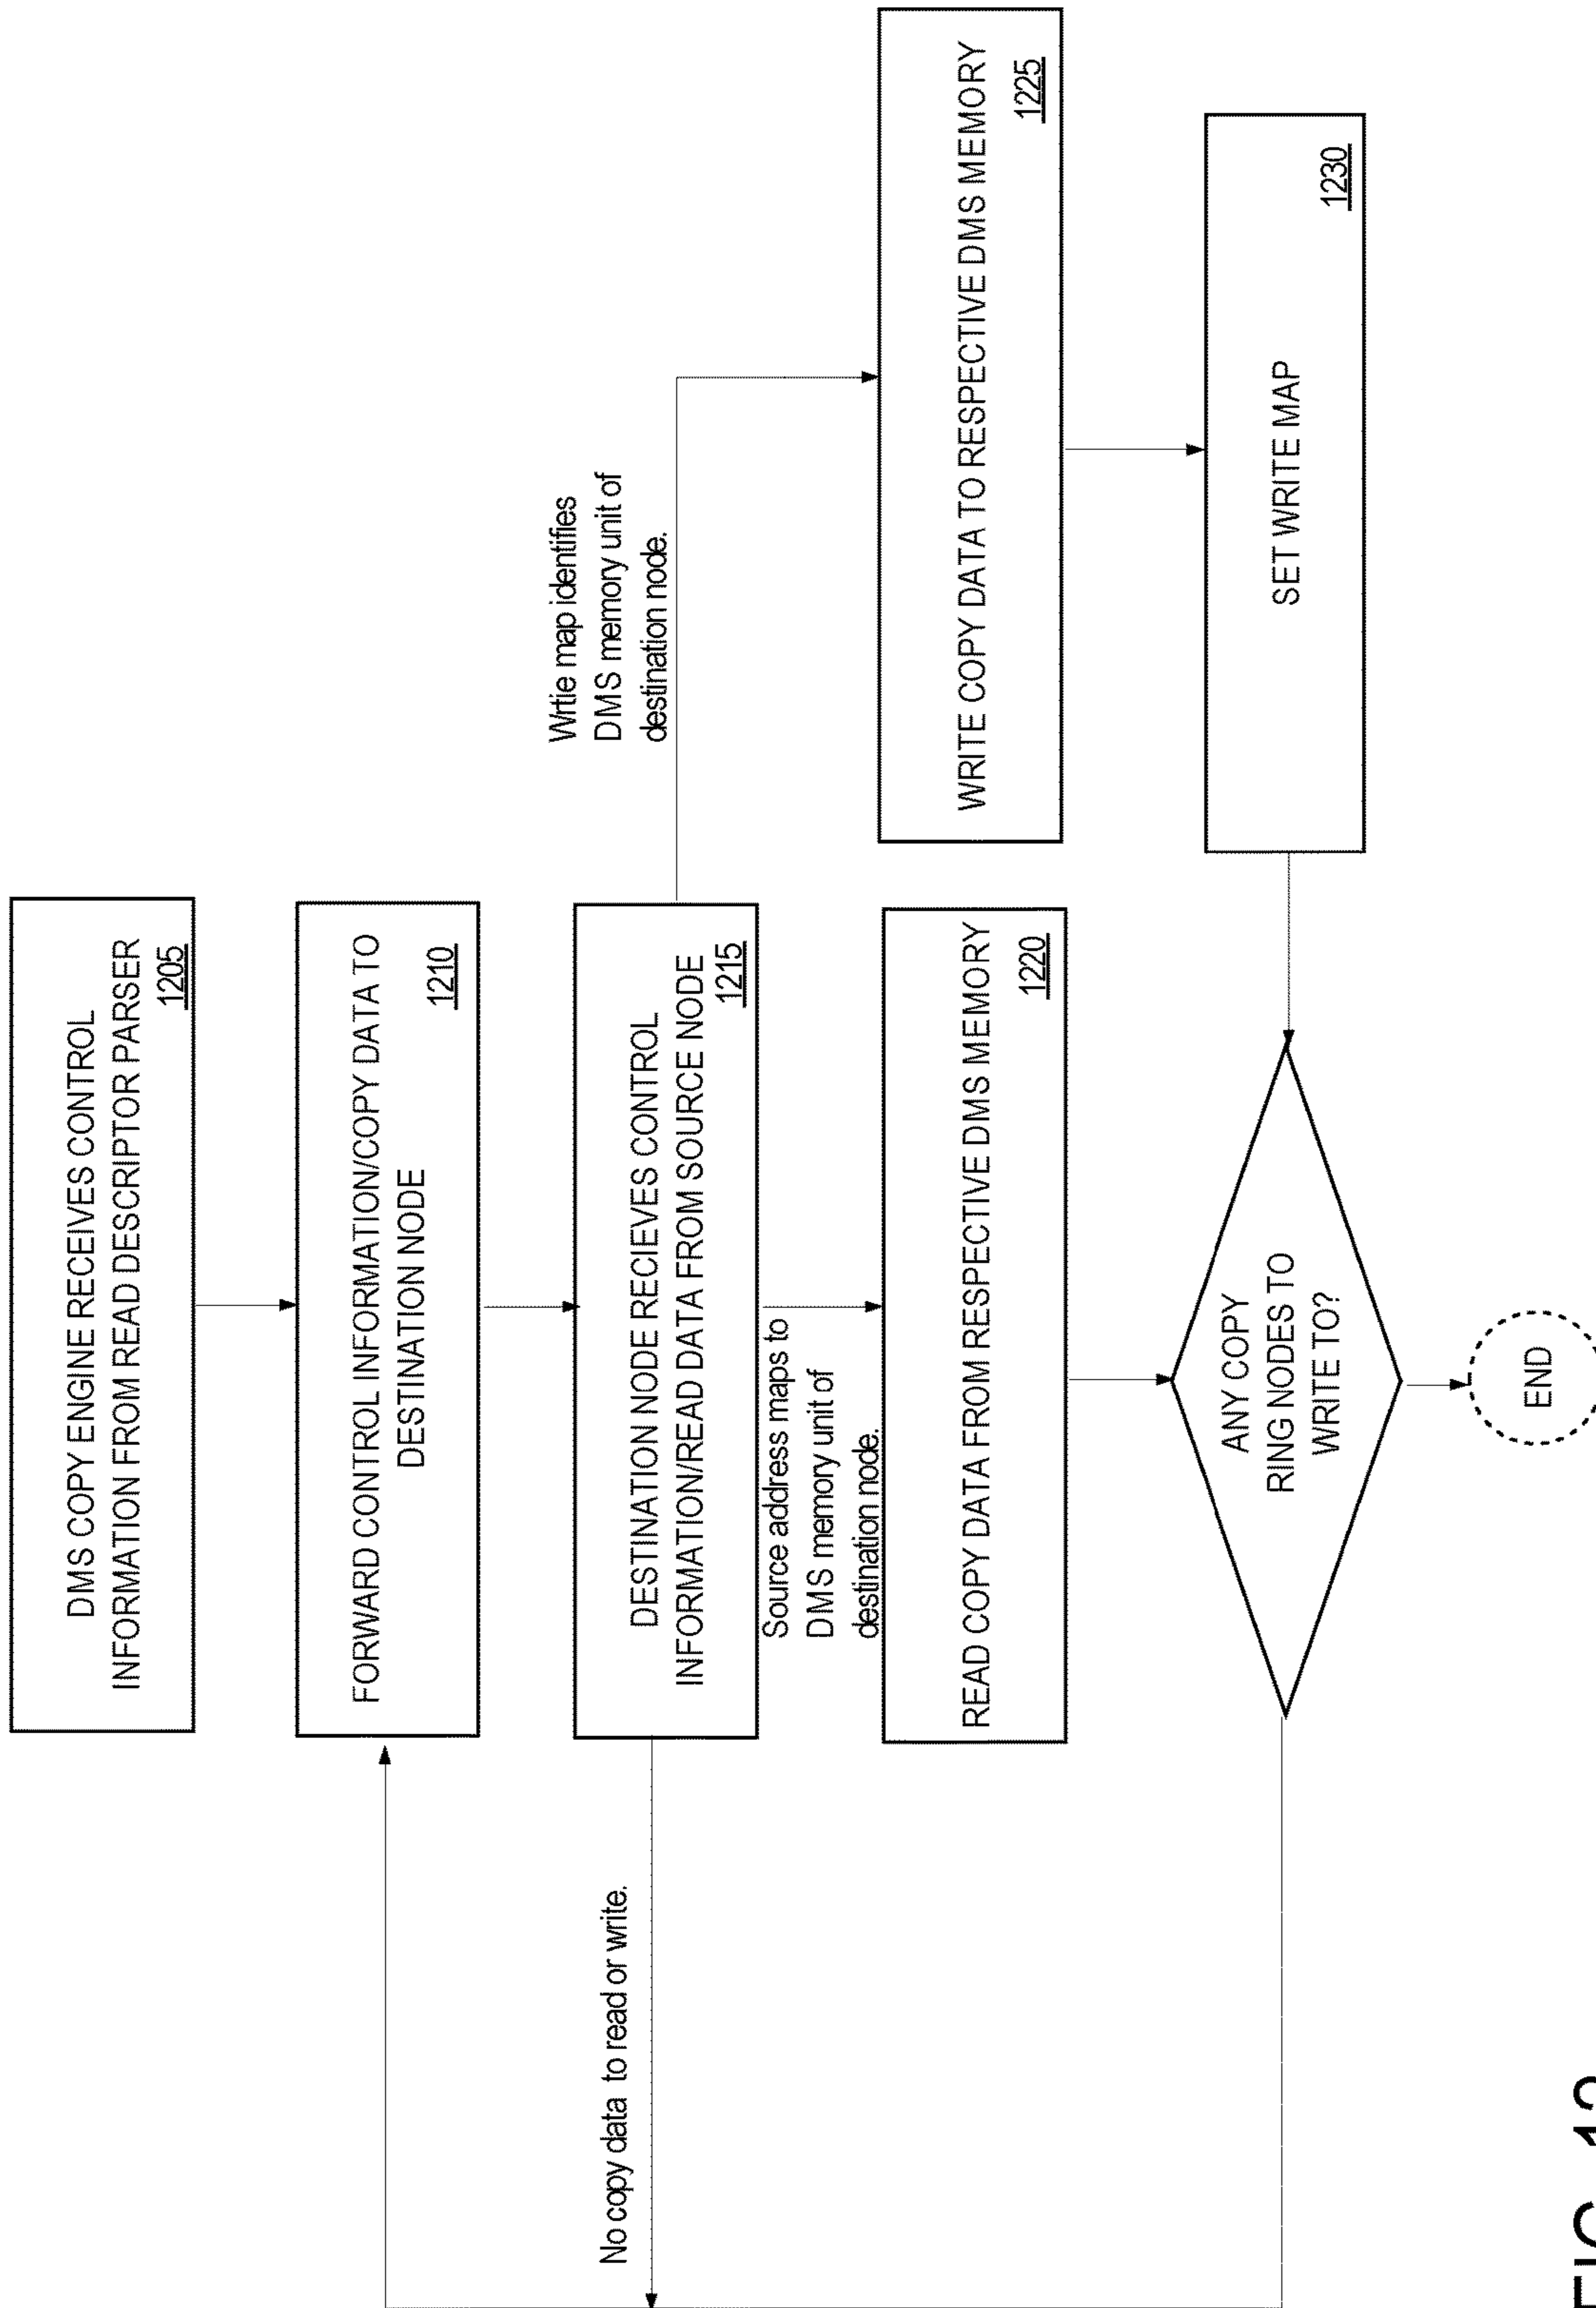 DMS COPY ENGINE RECEIVES CONTROL
INFORMATION FROM READ DESCRIPTOR PARSER
1205
FORWARD CONTROL INFORMATION/COPY DATA TO
DESTINATION NODE
1210
DESTINATION NODE RECIEVES CONTROL
INFORMATION/READ DATA FROM SOURCE NODE
1215
No copy data to read or write.
Wrtie map identifies
DMS memory unit of
destination node.
Source address maps to
DMS memory unit of
destination node.
READ COPY DATA FROM RESPECTIVE DMS MEMORY
1220
WRITE COPY DATA TO RESPECTIVE DMS MEMORY
1225
SET WRITE MAP
1230
ANY COPY
RING NODES TO
WRITE TO?
END
FIG. 12